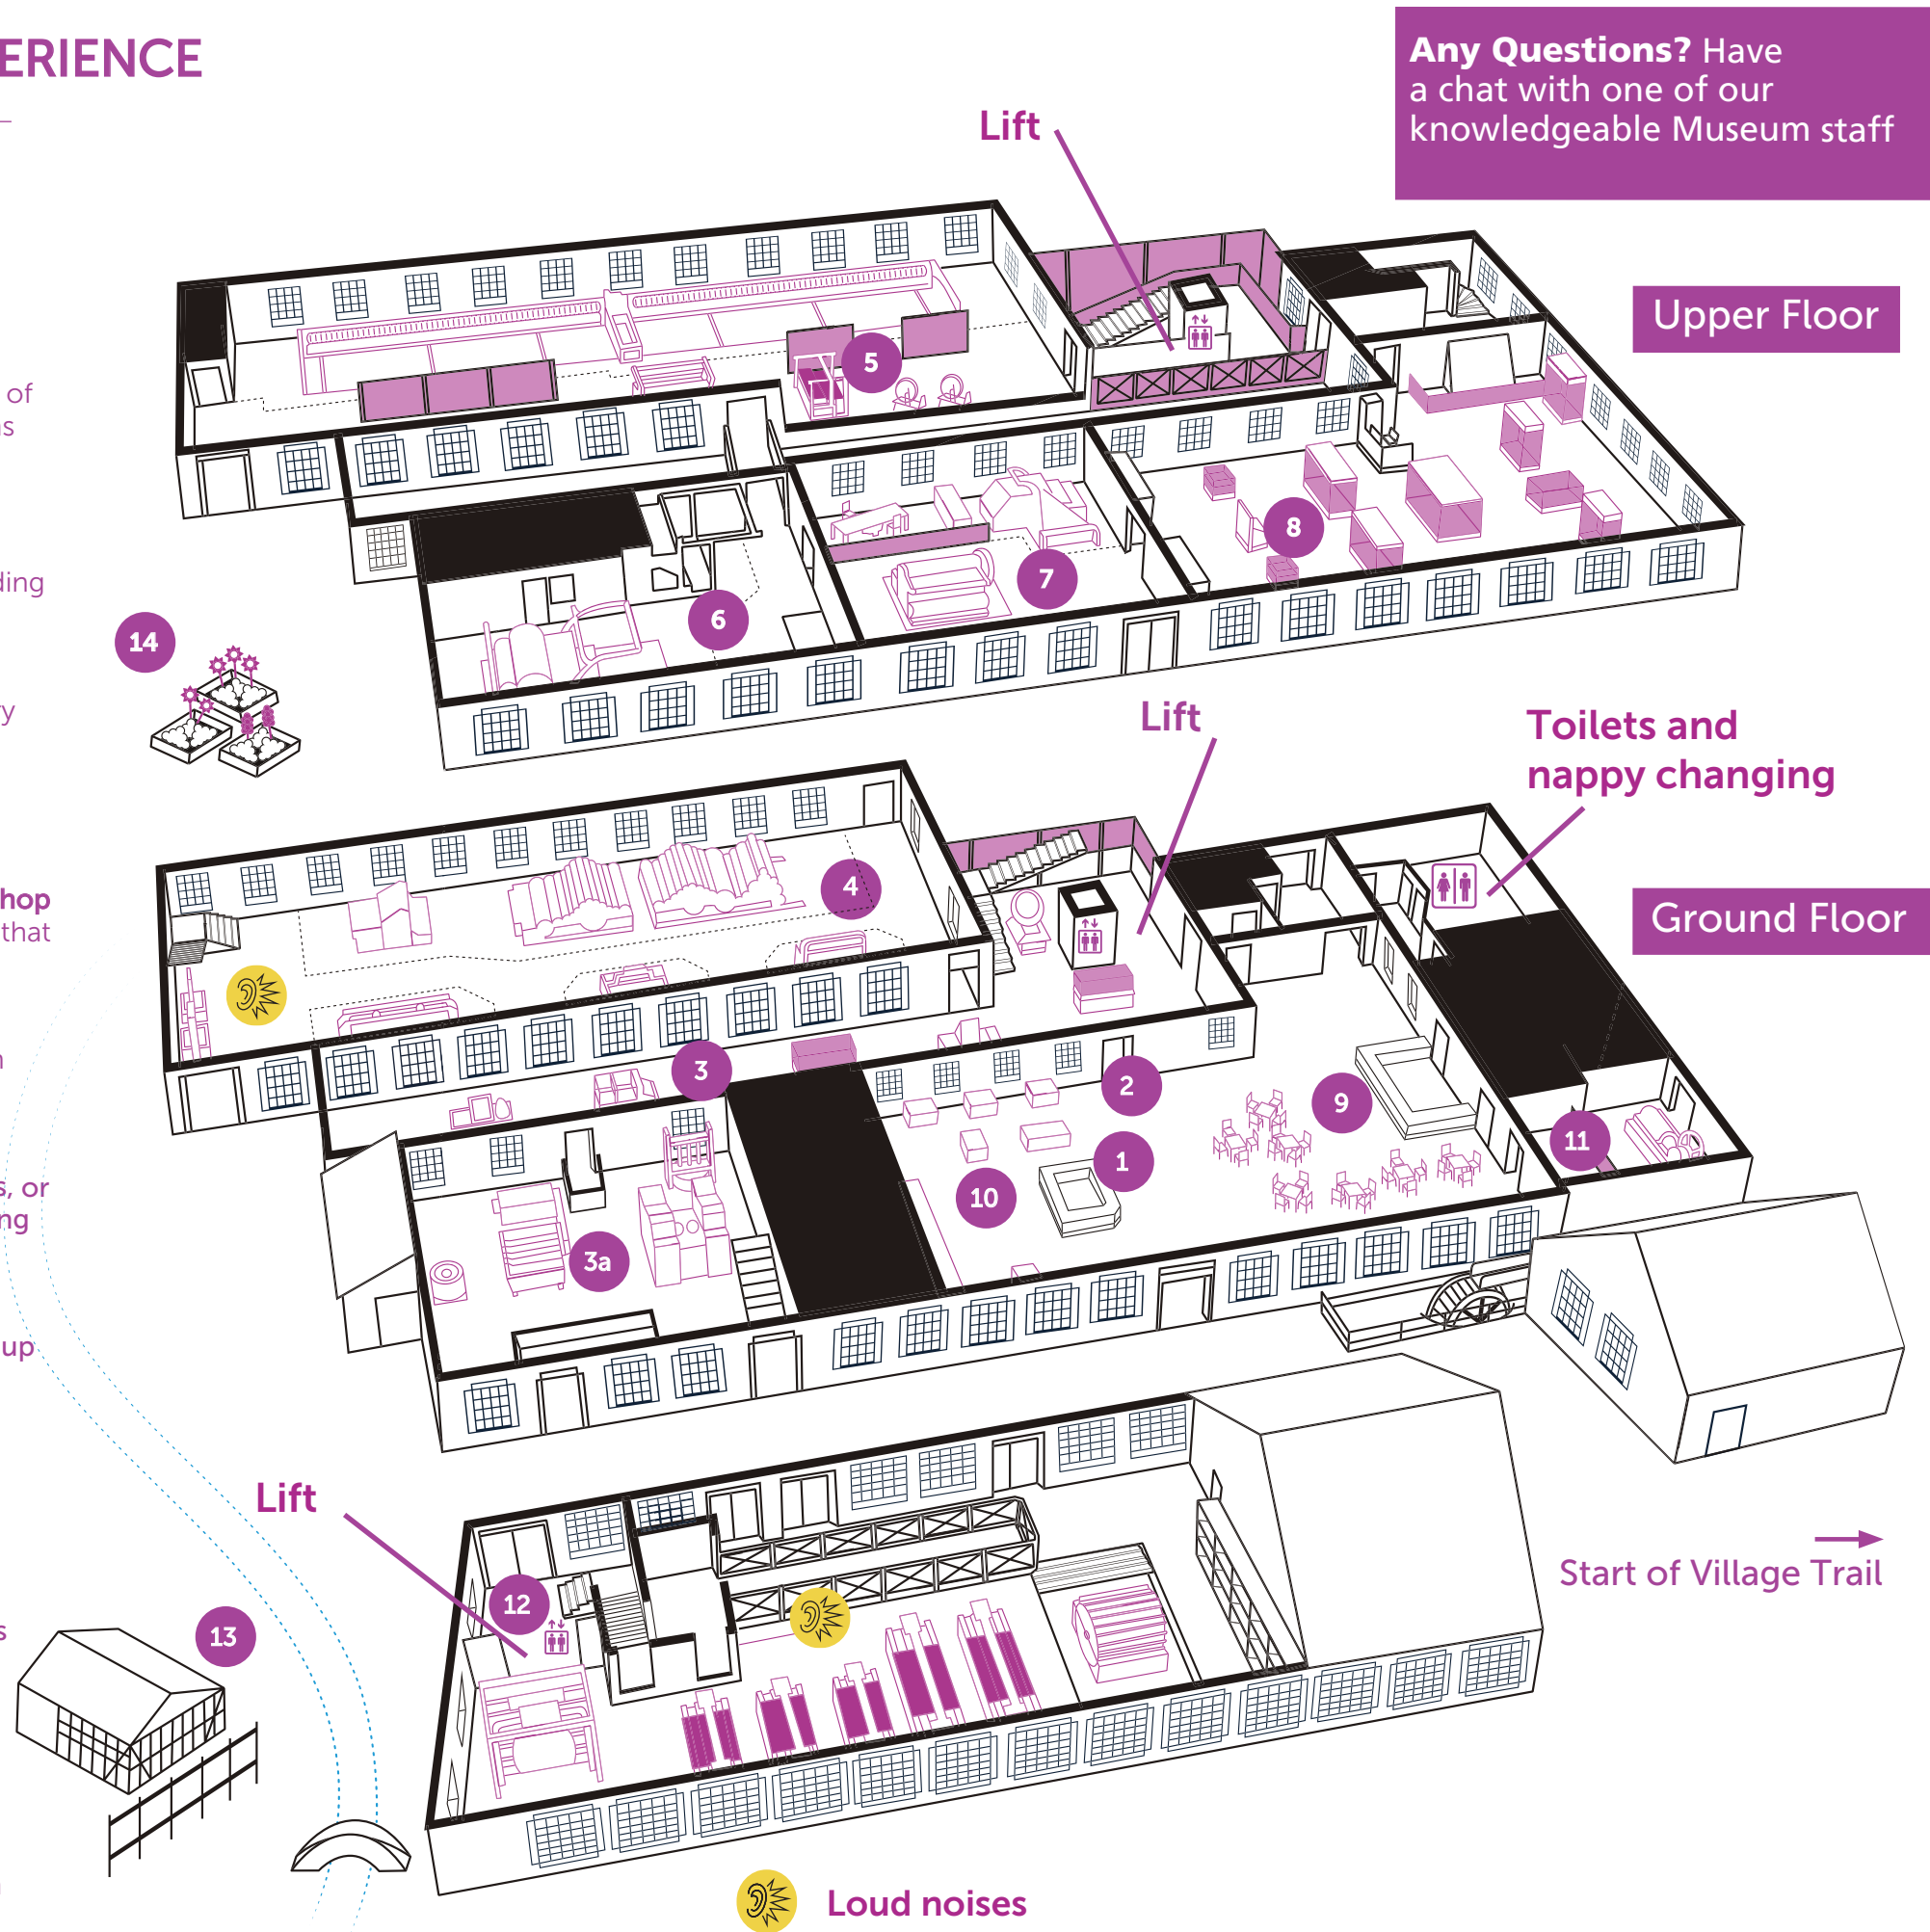 ERIENCE
Any Questions? Have
a chat with one of our
knowledgeable Museum staff
Lift
Upper Floor
5
of
8
7
6
14
Lift
Toilets and
nappy changing
4
hop
that
Ground Floor
3
2
9
1
11
10
3a
s, or
up
Lift
Start of Village Trail
12
13
Loud noises